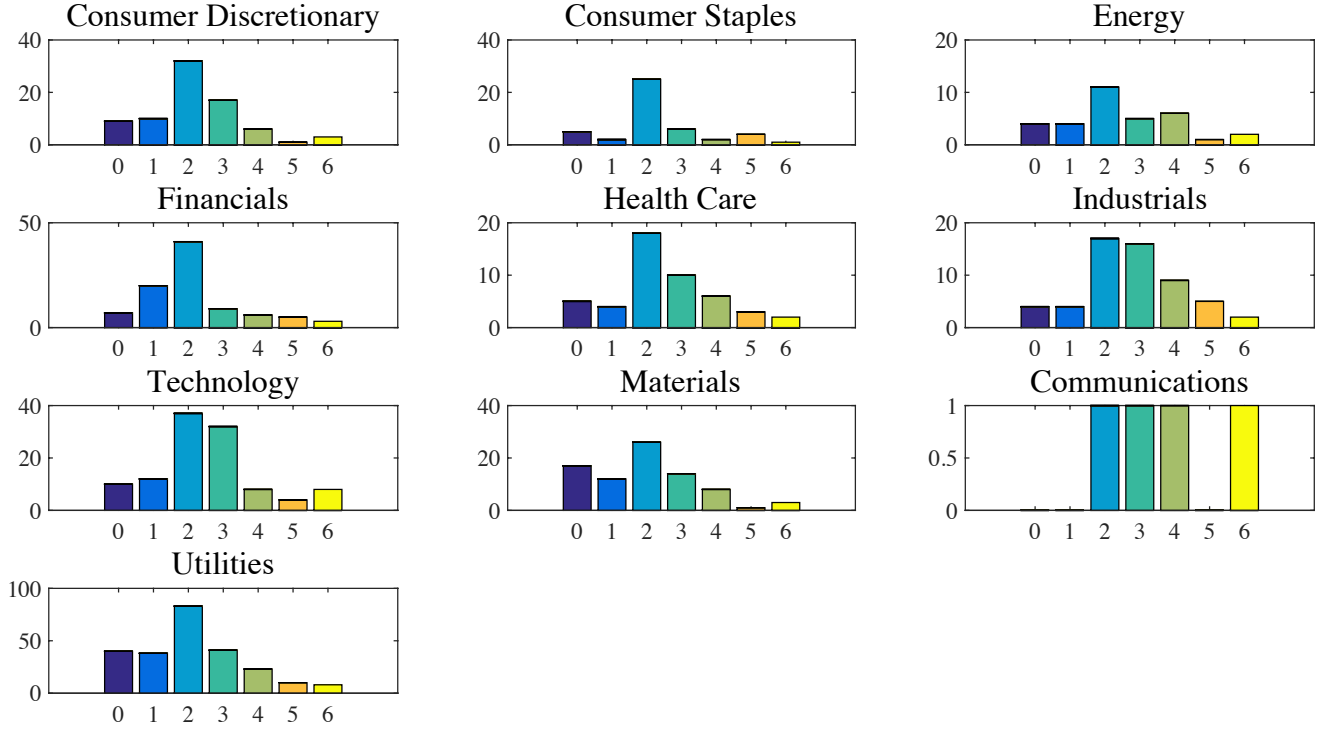 Consumer Discretionary
40
20
0
0 1 2 3 4 5 6
Consumer Staples
40
20
0
0 1 2 3 4 5 6
Energy
20
10
0
0 1 2 3 4 5 6
Financials
50
0
0 1 2 3 4 5 6
Health Care
20
10
0
0 1 2 3 4 5 6
Industrials
20
10
0
0 1 2 3 4 5 6
Technology
40
20
0
0 1 2 3 4 5 6
Materials
40
20
0
0 1 2 3 4 5 6
Communications
1
0.5
0
0 1 2 3 4 5 6
Utilities
100
50
0
0 1 2 3 4 5 6